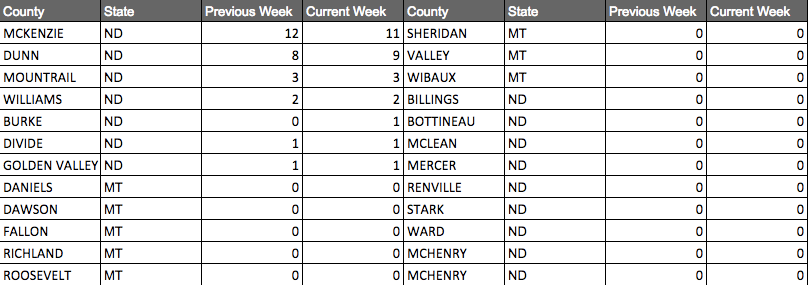 County State Previous Week Current Week County State Previous Week Current Week
MCKENZIE ND 12 11 SHERIDAN MT 0 0
DUNN ND 8 9 VALLEY MT 0 0
MOUNTRAIL ND 3 3 WIBAUX MT 0 0
WILLIAMS ND 2 2 BILLINGS ND 0 0
BURKE ND 0 1 BOTTINEAU ND 0 0
DIVIDE ND 1 1 MCLEAN ND 0 0
GOLDEN VALLEY ND 1 1 MERCER ND 0 0
DANIELS MT 0 0 RENVILLE ND 0 0
DAWSON MT 0 0 STARK ND 0 0
FALLON MT 0 0 WARD ND 0 0
RICHLAND MT 0 0 MCHENRY ND 0 0
ROOSEVELT MT 0 0 MCHENRY ND 0 0